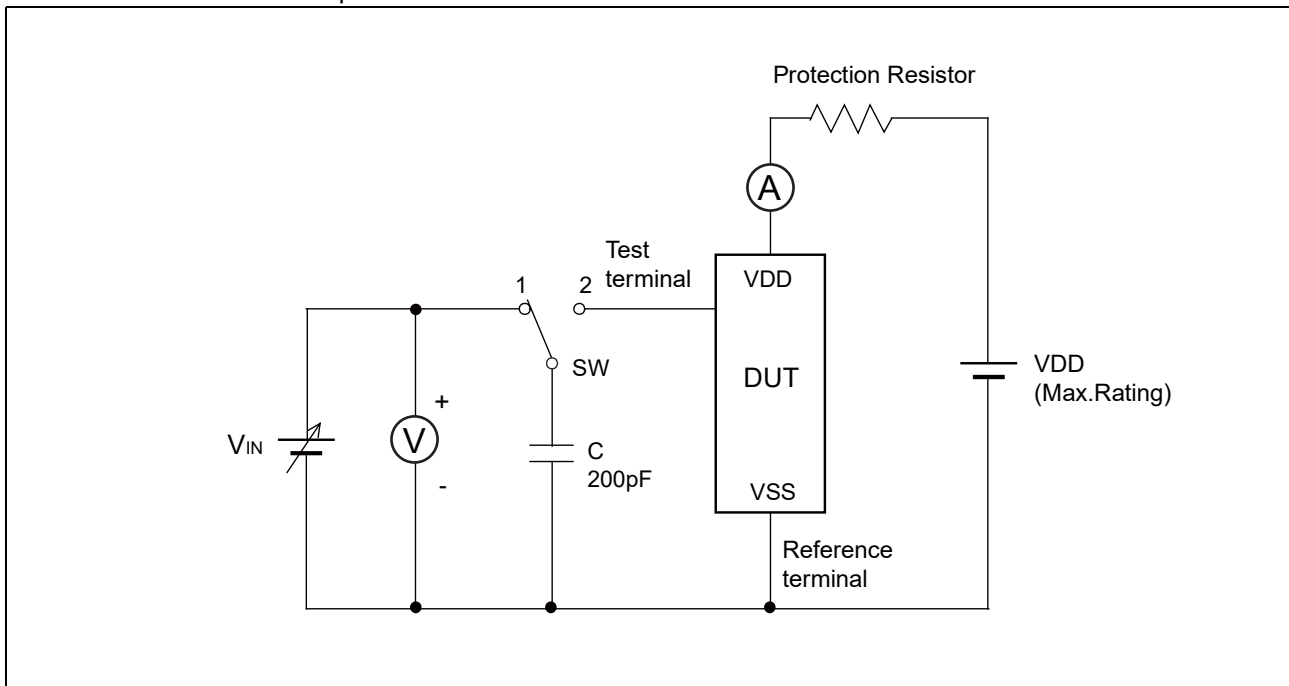 Protection Resistor
A
Test
terminal
1
2
VDD
SW
DUT
VDD
(Max.Rating)
VIN
+
V
-
C
200pF
VSS
Reference
terminal